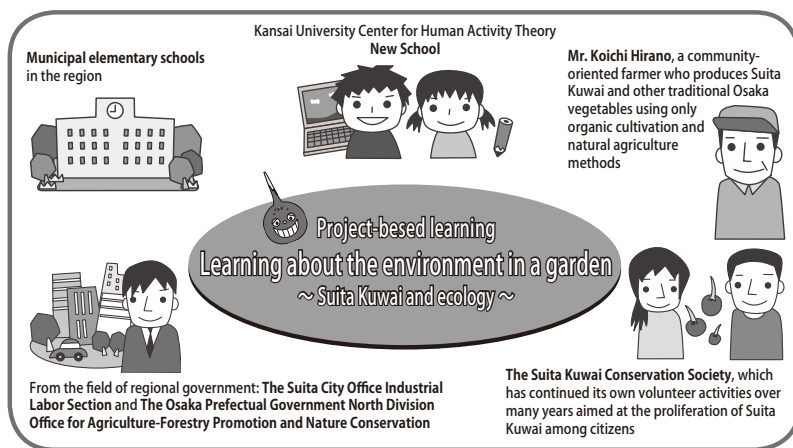 Kansai University Center for Human Activity Theory
New School
Municipal elementary schools
in the region
Mr. Koichi Hirano, a community-
oriented farmer who produces Suita
Kuwai and other traditional Osaka
vegetables using only
organic cultivation and
natural agriculture
methods
Project-besed learning
Learning about the environment in a garden
~ Suita Kuwai and ecology ~
From the field of regional government: The Suita City Office Industrial
Labor Section and The Osaka Prefectual Government North Division
Office for Agriculture-Forestry Promotion and Nature Conservation
The Suita Kuwai Conservation Society, which
has continued its own volunteer activities over
many years aimed at the proliferation of Suita
Kuwai among citizens